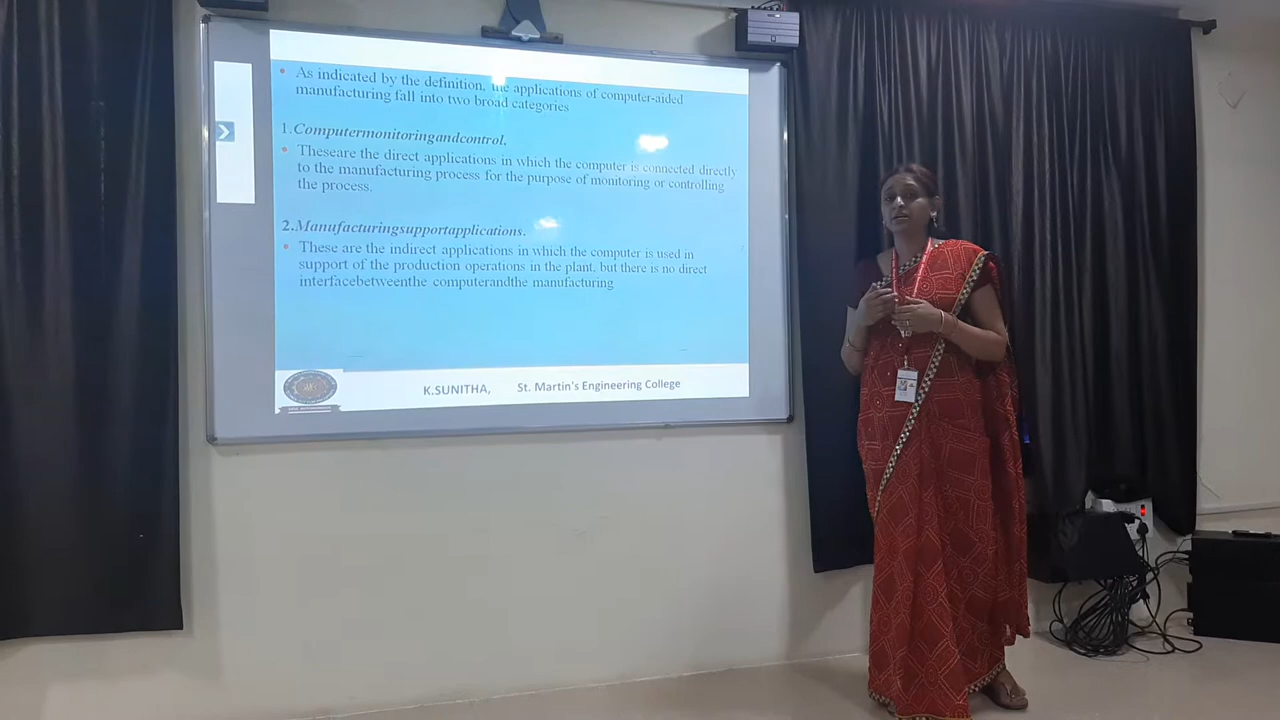 As indicated by the definition, the applications of computer-aided
manufacturing fall into two broad categories
1.Computermonitoringandcontrol.
Theseare the direct applications in which the computer is connected directly
to the manufacturing process for the purpose of monitoring or controlling
the process.
2.Manufacturingsupportapplications.
These are the indirect applications in which the computer is used in
support of the production operations in the plant, but there is no direct
interfacebetweenthe computerandthe manufacturing
K.SUNITHA, St. Martin's Engineering College